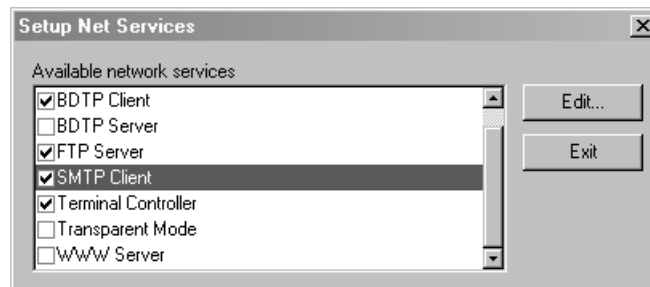 Setup Net Services
Available network services
BDTP Client
BDTP Server
FTP Server
SMTP Client
Terminal Controller
Transparent Mode
WWW Server
Edit...
Exit